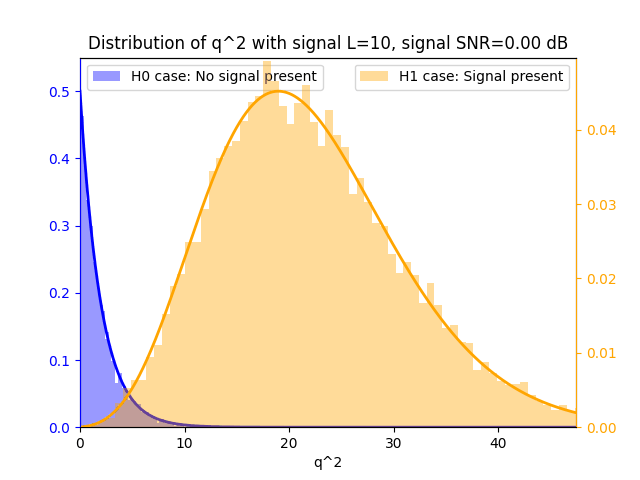 Distribution of q^2 with signal L=10, signal SNR=0.00 dB
H0 case: No signal present
H1 case: Signal present
0.5
0.4
0.3
0.2
0.1
0.0
0.04
0.03
0.02
0.01
0.00
0 10 20 30 40
q^2